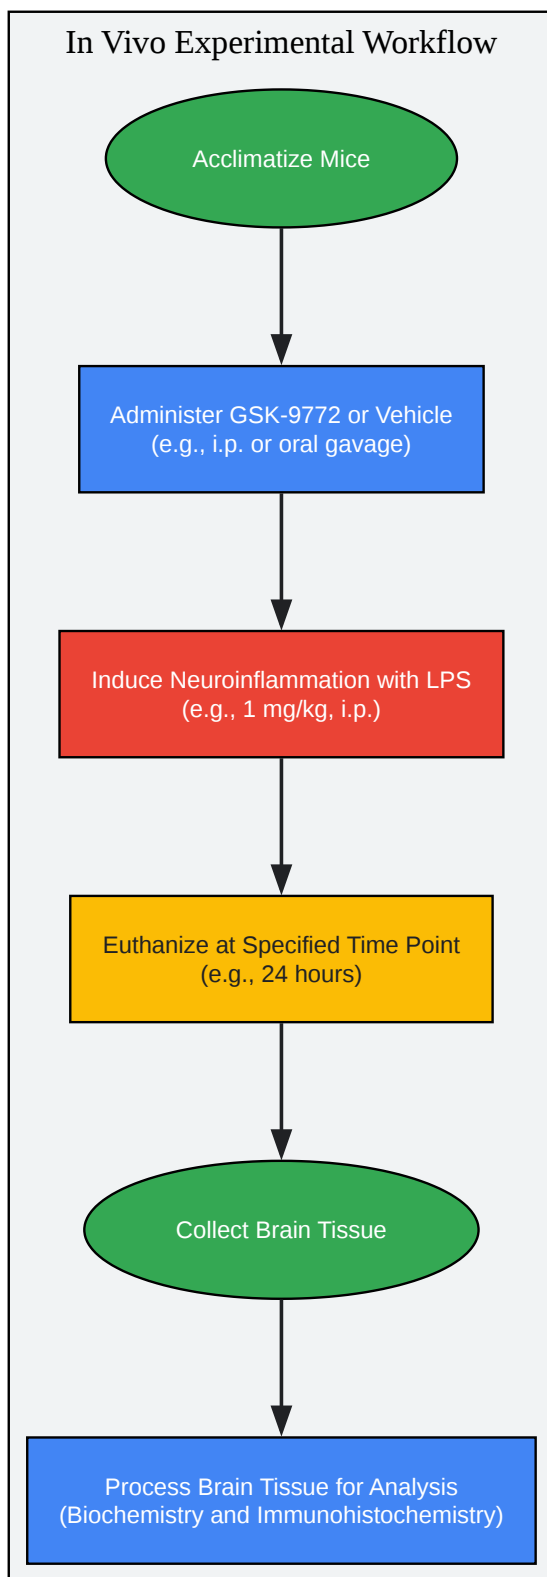 In Vivo Experimental Workflow
Acclimatize Mice
Administer GSK-9772 or Vehicle
(e.g., i.p. or oral gavage)
Induce Neuroinflammation with LPS
(e.g., 1 mg/kg, i.p.)
Euthanize at Specified Time Point
(e.g., 24 hours)
Collect Brain Tissue
Process Brain Tissue for Analysis
(Biochemistry and Immunohistochemistry)